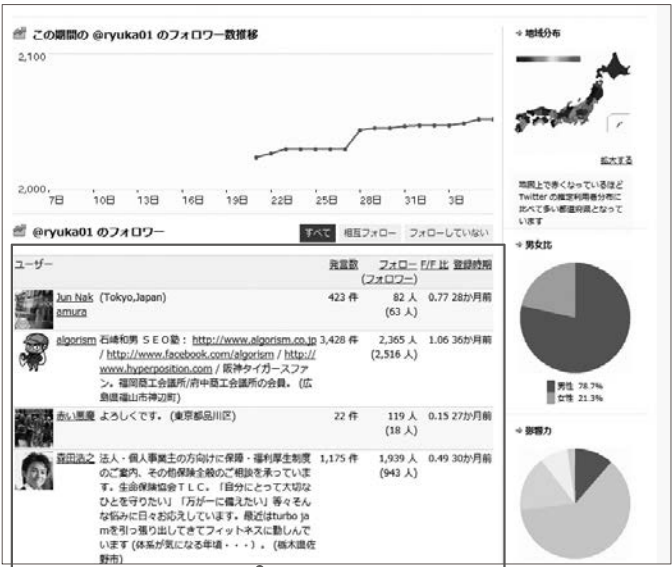 この期間の @ryuka01 のフォロワー数推移
2,100
2,000
7日 10日 13日 16日 19日 22日 25日 28日 31日 3日
@ryuka01 のフォロワー
すべて 相互フォロー フォローしていない
ユーザー 発言数 フォロー F/F 比 登録時期
(フォロワー)
Jun Nak (Tokyo,Japan) 423 件 82 人 0.77 28か月前
amura (63 人)
algorism 石崎和男 SEO塾: http://www.algorism.co.jp 3,428 件 2,365 人 1.06 36か月前
/ http://www.facebook.com/algorism / http:// (2,516 人)
www.hyperposition.com / 阪神タイガースファ
ン。福岡商工会議所/府中商工会議所の会員。 (広
島県福山市神辺町)
赤い悪魔 よろしくです。 (東京都品川区) 22 件 119 人 0.15 27か月前
(18 人)
森田浩之 法人・個人事業主の方向けに保障・福利厚生制度 1,175 件 1,939 人 0.49 30か月前
のご案内、その他保険全般のご相談を承っていま (943 人)
す。生命保険協会TLC。「自分にとって大切な
ひとを守りたい」「万が一に備えたい」等々そん
な悩みに日々お応えしています。最近はturbo ja
mを引っ張り出してきてフィットネスに勤しんで
います (体系が気になる年頃・・・)。 (栃木県佐
野市)
地域分布
拡大する
地図上で赤くなっているほど
Twitter の推定利用者分布に
比べて多い都道府県となって
います
男女比
男性 78.7%
女性 21.3%
影響力